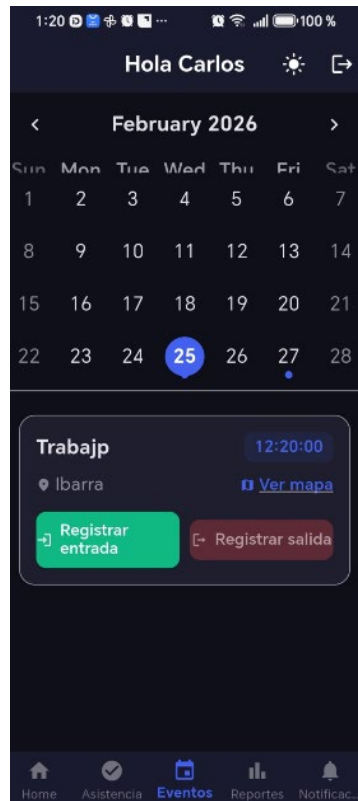 1:20 ... 100 %
Hola Carlos
February 2026
Sun Mon Tue Wed Thu Fri Sat
1 2 3 4 5 6 7
8 9 10 11 12 13 14
15 16 17 18 19 20 21
22 23 24 25 26 27 28
Trabajp 12:20:00
Ibarra Ver mapa
Registrar
entrada
Registrar salida
Home Asistencia Eventos Reportes Notificac...